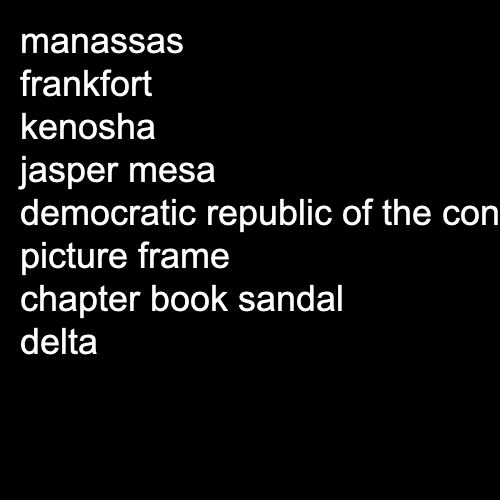 manassas
frankfort
kenosha
jasper mesa
democratic republic of the con
picture frame
chapter book sandal
delta